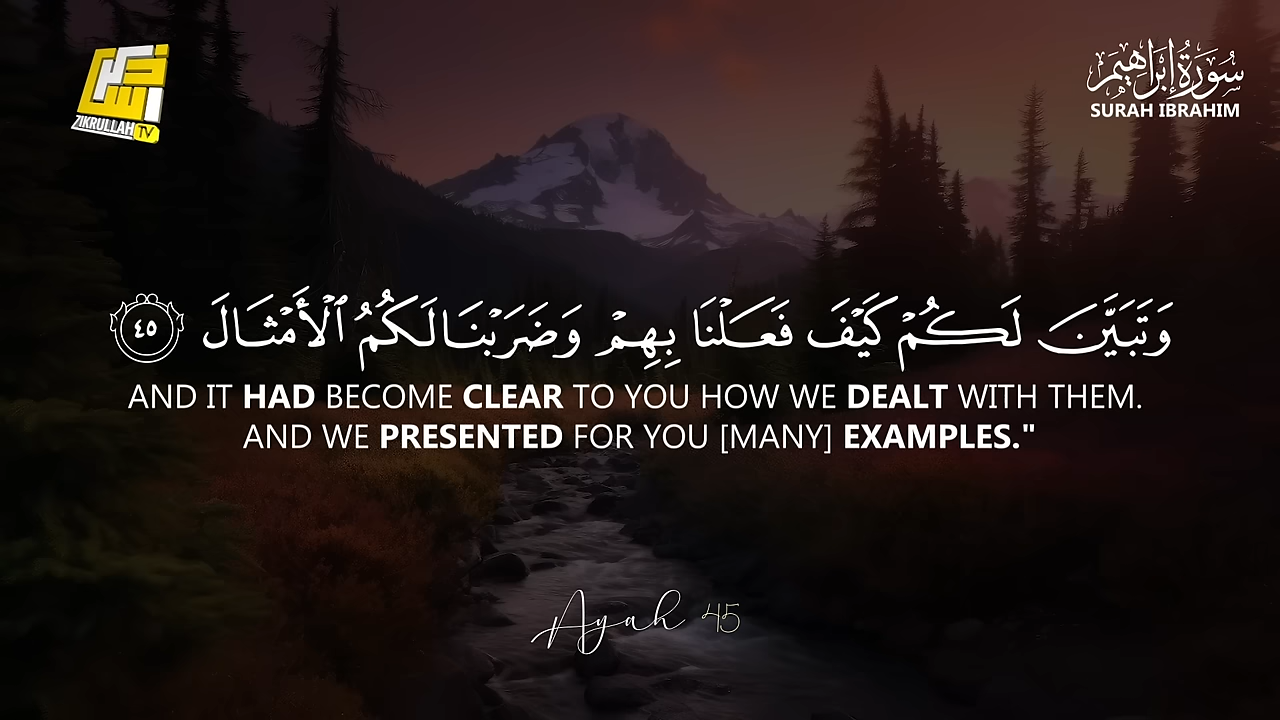 ذكر الله
ZIKRULLAH TV
سُورَةُ إِبْرَاهِيم
SURAH IBRAHIM
وَتَبَيَّنَ لَكُمْ كَيْفَ فَعَلْنَا بِهِمْ وَضَرَبْنَا لَكُمُ ٱلْأَمْثَالَ ٤٥
AND IT HAD BECOME CLEAR TO YOU HOW WE DEALT WITH THEM.
AND WE PRESENTED FOR YOU [MANY] EXAMPLES."
Ayah 45